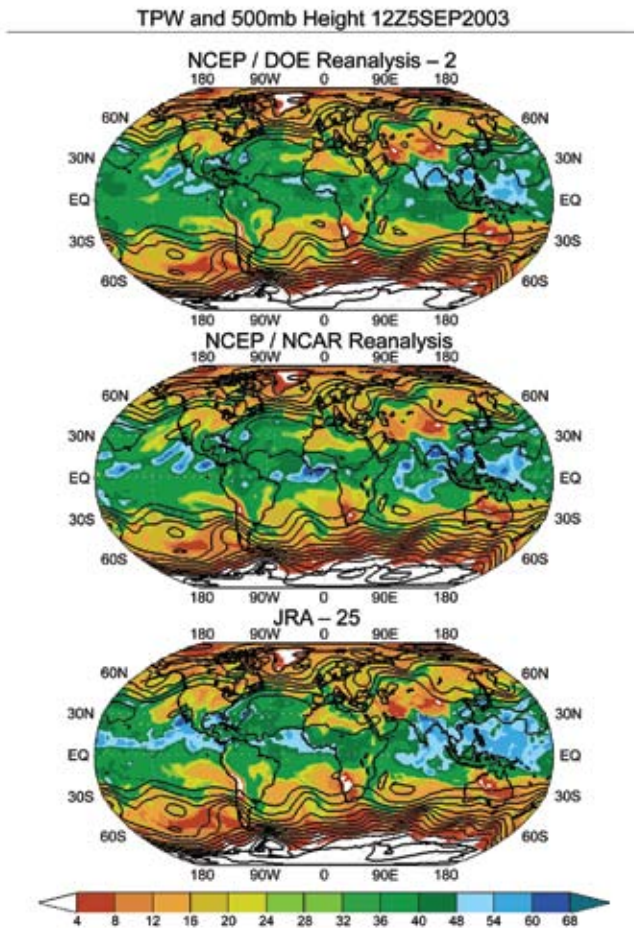 TPW and 500mb Height 12Z5SEP2003
NCEP / DOE Reanalysis – 2
180 90W 0 90E 180
60N 60N
30N 30N
EQ EQ
30S 30S
60S 60S
180 90W 0 90E 180
NCEP / NCAR Reanalysis
180 90W 0 90E 180
60N 60N
30N 30N
EQ EQ
30S 30S
60S 60S
180 90W 0 90E 180
JRA – 25
180 90W 0 90E 180
60N 60N
30N 30N
EQ EQ
30S 30S
60S 60S
180 90W 0 90E 180
4 8 12 16 20 24 28 32 36 40 48 54 60 68